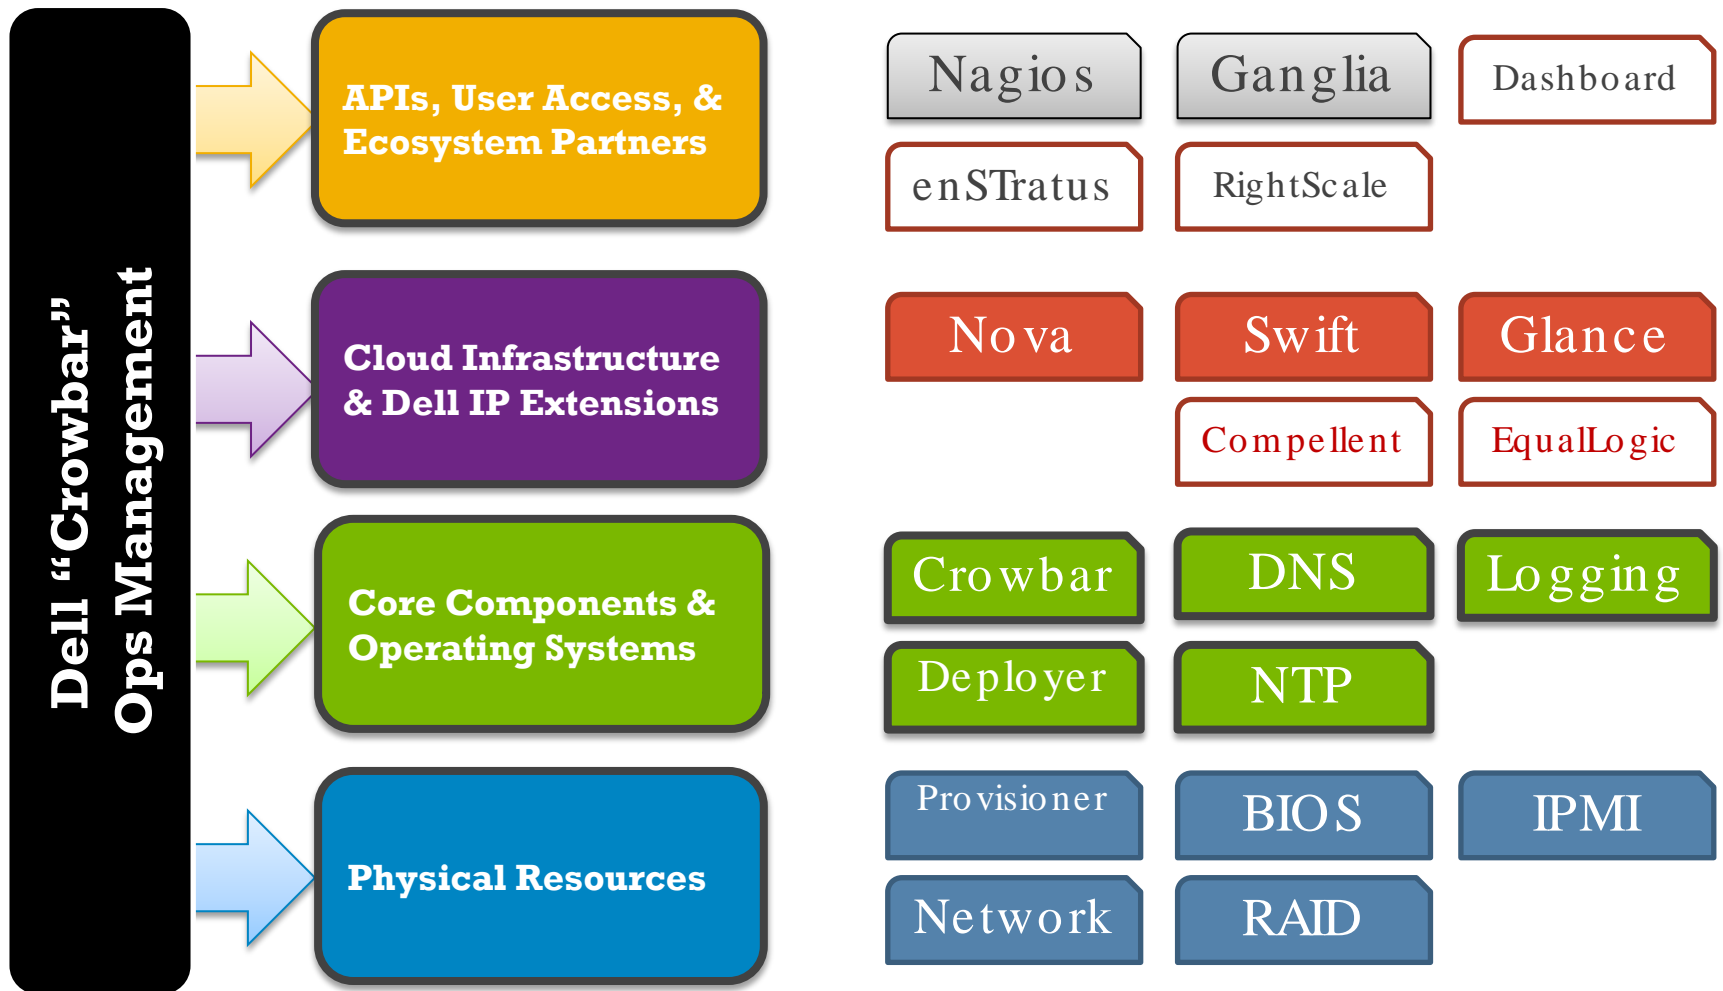 Dell “Crowbar”
Ops Management
APIs, User Access, &
Ecosystem Partners
Nagios
Ganglia
Dashboard
enSTratus
RightScale
Cloud Infrastructure
& Dell IP Extensions
Nova
Swift
Glance
Compellent
EqualLogic
Core Components &
Operating Systems
Crowbar
DNS
Logging
Deployer
NTP
Physical Resources
Provisioner
BIOS
IPMI
Network
RAID